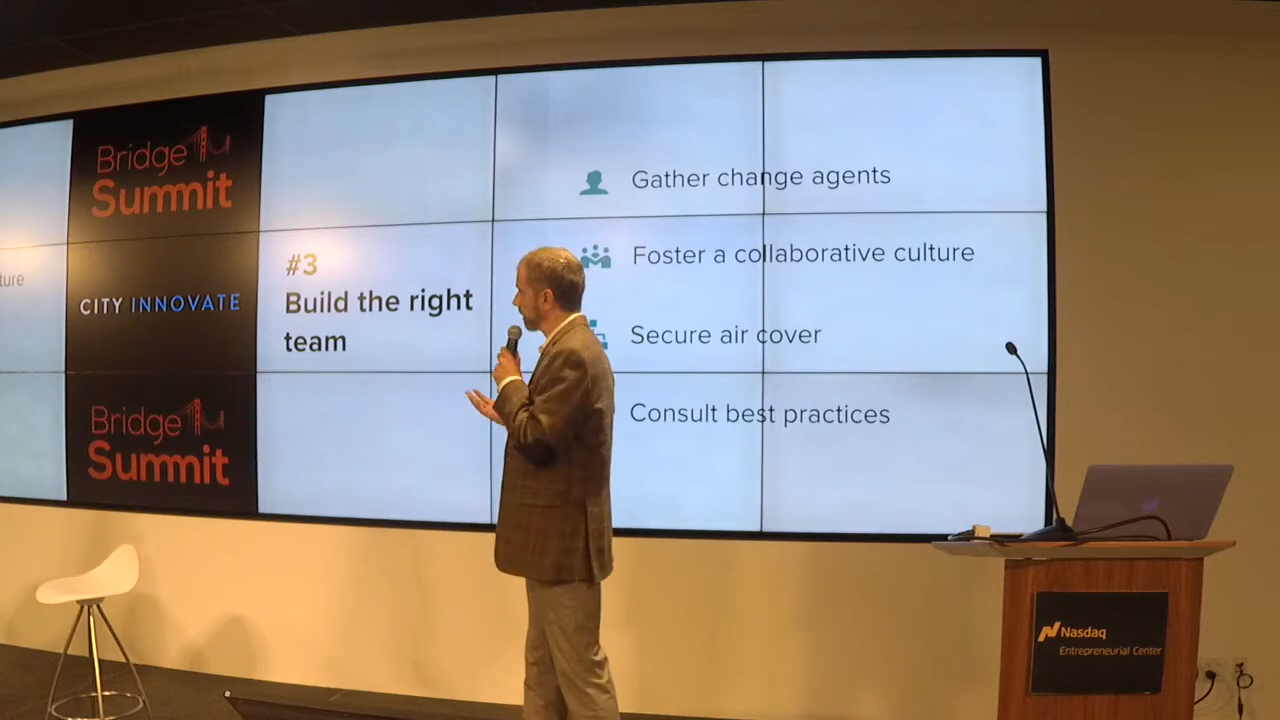 Bridge
Summit
CITY INNOVATE
Bridge
Summit
#3
Build the right
team
Gather change agents
Foster a collaborative culture
Secure air cover
Consult best practices
Nasdaq
Entrepreneurial Center